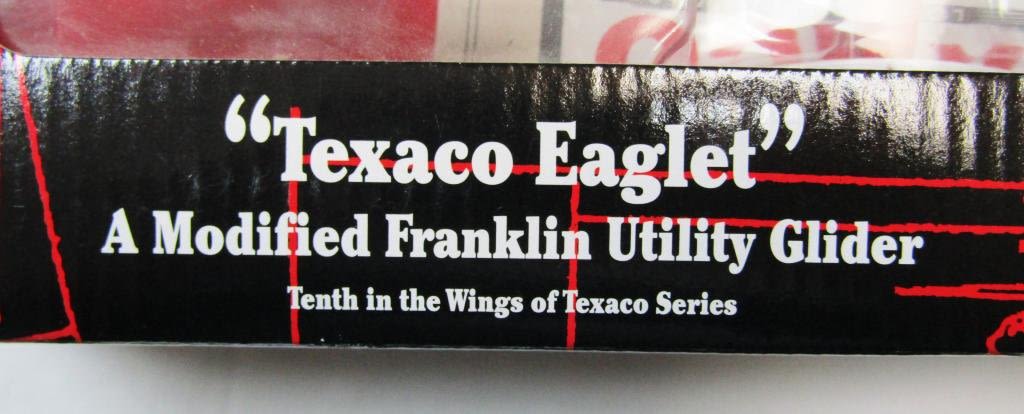 “Texaco Eaglet”
A Modified Franklin Utility Glider
Tenth in the Wings of Texaco Series